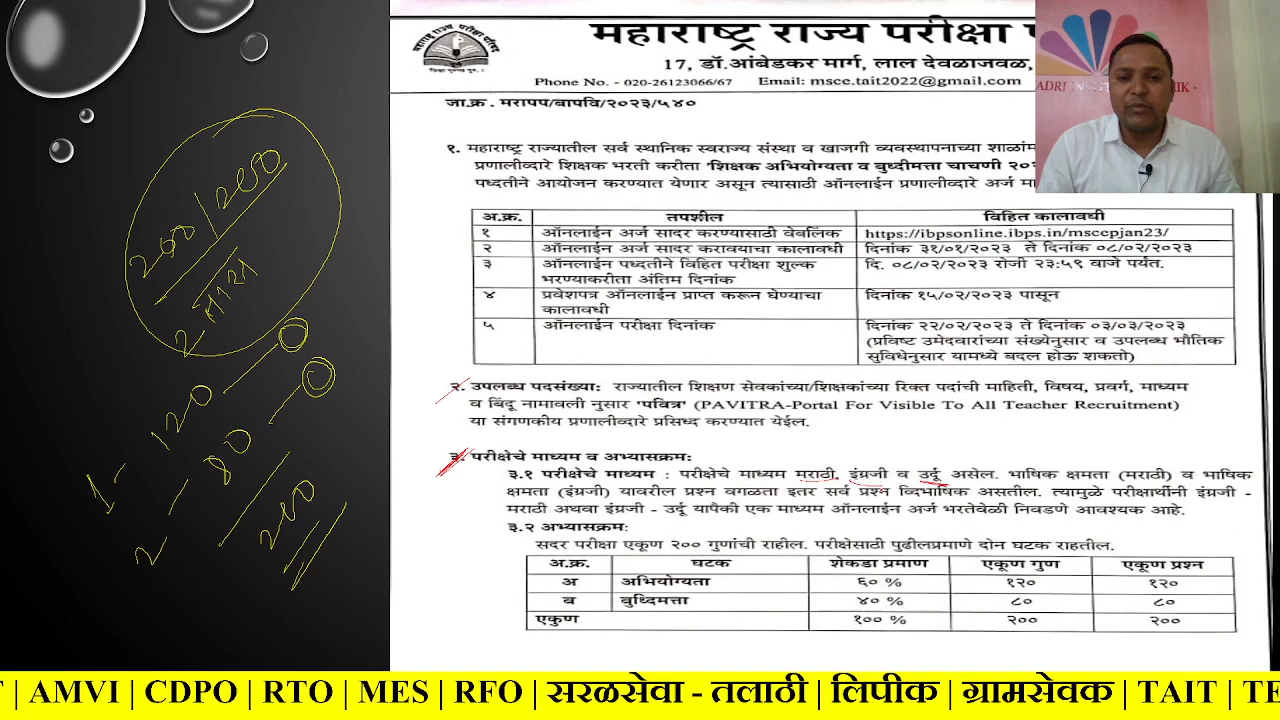 महाराष्ट्र राज्य परीक्षा प
17, डॉ.आंबेडकर मार्ग, लाल देवळाजवळ,
Phone No. - 020-26123066/67 Email: mscc.tait2022@gmail.com
जा.क्र. मरापप/बापवि/२०२३/५४०
१. महाराष्ट्र राज्यातील सर्व स्थानिक स्वराज्य संस्था व खाजगी व्यवस्थापनाच्या शाळांम
प्रणालीव्दारे शिक्षक भरती करीता 'शिक्षक अभियोग्यता व बुध्दीमत्ता चाचणी २०
पध्दतीने आयोजन करण्यात येणार असून त्यासाठी ऑनलाईन प्रणालीव्दारे अर्ज मा
अ.क्र. तपशील विहित कालावधी
१ ऑनलाईन अर्ज सादर करण्यासाठी वेबलिंक https://ibpsonline.ibps.in/mscepjan23/
२ ऑनलाईन अर्ज सादर करावयाचा कालावधी दिनांक ३१/०१/२०२३ ते दिनांक ०८/०२/२०२३
३ ऑनलाईन पध्दतीने विहित परीक्षा शुल्क भरण्याकरीता अंतिम दिनांक दि. ०८/०२/२०२३ रोजी २३:५९ वाजे पर्यंत.
४ प्रवेशपत्र ऑनलाईन प्राप्त करून घेण्याचा कालावधी दिनांक १५/०२/२०२३ पासून
५ ऑनलाईन परीक्षा दिनांक दिनांक २२/०२/२०२३ ते दिनांक ०३/०३/२०२३
(प्रविष्ट उमेदवारांच्या संख्येनुसार व उपलब्ध भौतिक
सुविधेनुसार यामध्ये बदल होऊ शकतो)
२. उपलब्ध पदसंख्या: राज्यातील शिक्षण सेवकांच्या/शिक्षकांच्या रिक्त पदांची माहिती, विषय, प्रवर्ग, माध्यम
व बिंदू नामावली नुसार 'पवित्र' (PAVITRA-Portal For Visible To All Teacher Recruitment)
या संगणकीय प्रणालीव्दारे प्रसिध्द करण्यात येईल.
३. परीक्षेचे माध्यम व अभ्यासक्रम:
३.१ परीक्षेचे माध्यम : परीक्षेचे माध्यम मराठी, इंग्रजी व उर्दू असेल. भाषिक क्षमता (मराठी) व भाषिक
क्षमता (इंग्रजी) यावरील प्रश्न वगळता इतर सर्व प्रश्न व्दिभाषिक असतील. त्यामुळे परीक्षार्थींनी इंग्रजी -
मराठी अथवा इंग्रजी - उर्दू यापैकी एक माध्यम ऑनलाईन अर्ज भरतेवेळी निवडणे आवश्यक आहे.
३.२ अभ्यासक्रम:
सदर परीक्षा एकूण २०० गुणांची राहील. परीक्षेसाठी पुढीलप्रमाणे दोन घटक राहतील.
अ.क्र. घटक शेकडा प्रमाण एकूण गुण एकूण प्रश्न
अ अभियोग्यता ६० % १२० १२०
ब बुध्दिमत्ता ४० % ८० ८०
एकुण १०० % २०० २००
200/200
2-
1 - 120
2 - 80
200
| AMVI | CDPO | RTO | MES | RFO | सरळसेवा - तलाठी | लिपीक | ग्रामसेवक | TAIT | TE